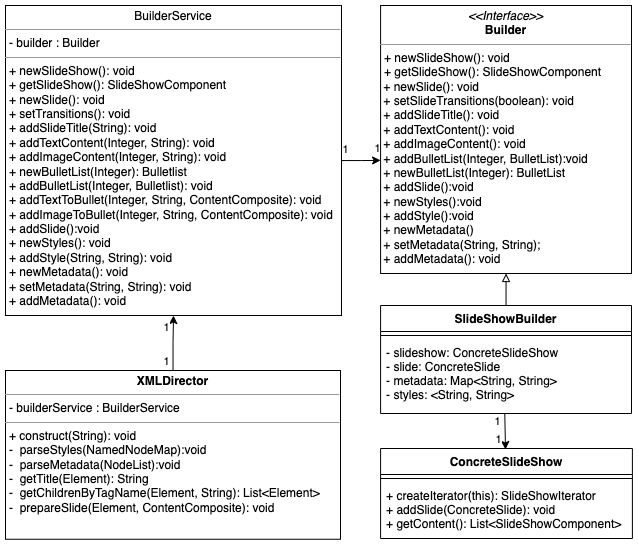 BuilderService
- builder : Builder
+ newSlideShow(): void
+ getSlideShow(): SlideShowComponent
+ newSlide(): void
+ setTransitions(): void
+ addSlideTitle(String): void
+ addTextContent(Integer, String): void
+ addImageContent(Integer, String): void
+ newBulletList(Integer): Bulletlist
+ addBulletList(Integer, Bulletlist): void
+ addTextToBullet(Integer, String, ContentComposite): void
+ addImageToBullet(Integer, String, ContentComposite): void
+ addSlide():void
+ newStyles(): void
+ addStyle(String, String): void
+ newMetadata(): void
+ setMetadata(String, String): void
+ addMetadata(): void
1
1
<<Interface>>
Builder
+ newSlideShow(): void
+ getSlideShow(): SlideShowComponent
+ newSlide(): void
+ setSlideTransitions(boolean): void
+ addSlideTitle(): void
+ addTextContent(): void
+ addImageContent(): void
+ addBulletList(Integer, BulletList):void
+ newBulletList(Integer): BulletList
+ addSlide():void
+ newStyles():void
+ addStyle(): void
+ newMetadata()
+ setMetadata(String, String);
+ addMetadata(): void
1
1
XMLDirector
- builderService : BuilderService
+ construct(String): void
- parseStyles(NamedNodeMap):void
- parseMetadata(NodeList):void
- getTitle(Element): String
- getChildrenByTagName(Element, String): List<Element>
- prepareSlide(Element, ContentComposite): void
SlideShowBuilder
- slideshow: ConcreteSlideShow
- slide: ConcreteSlide
- metadata: Map<String, String>
- styles: <String, String>
1
1
ConcreteSlideShow
+ createIterator(this): SlideShowIterator
+ addSlide(ConcreteSlide): void
+ getContent(): List<SlideShowComponent>